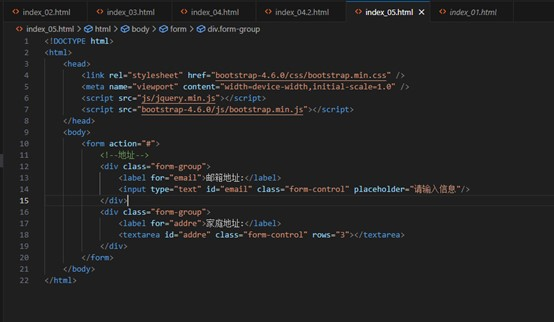 index_02.html index_03.html index_04.html index_04.2.html index_05.html index_01.html
index_05.html > html > body > form > div.form-group
1 <!DOCTYPE html>
2 <html>
3 <head>
4 <link rel="stylesheet" href="bootstrap-4.6.0/css/bootstrap.min.css" />
5 <meta name="viewport" content="width=device-width,initial-scale=1.0" />
6 <script src="js/jquery.min.js"></script>
7 <script src="bootstrap-4.6.0/js/bootstrap.min.js"></script>
8 </head>
9 <body>
10 <form action="#">
11 <!--地址-->
12 <div class="form-group">
13 <label for="email">邮箱地址:</label>
14 <input type="text" id="email" class="form-control" placeholder="请输入信息"/>
15 </div>
16 <div class="form-group">
17 <label for="addre">家庭地址:</label>
18 <textarea id="addre" class="form-control" rows="3"></textarea>
19 </div>
20 </form>
21 </body>
22 </html>